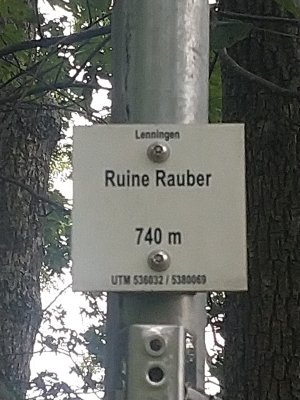 Lenningen
Ruine Rauber
740 m
UTM 536032 / 5380069